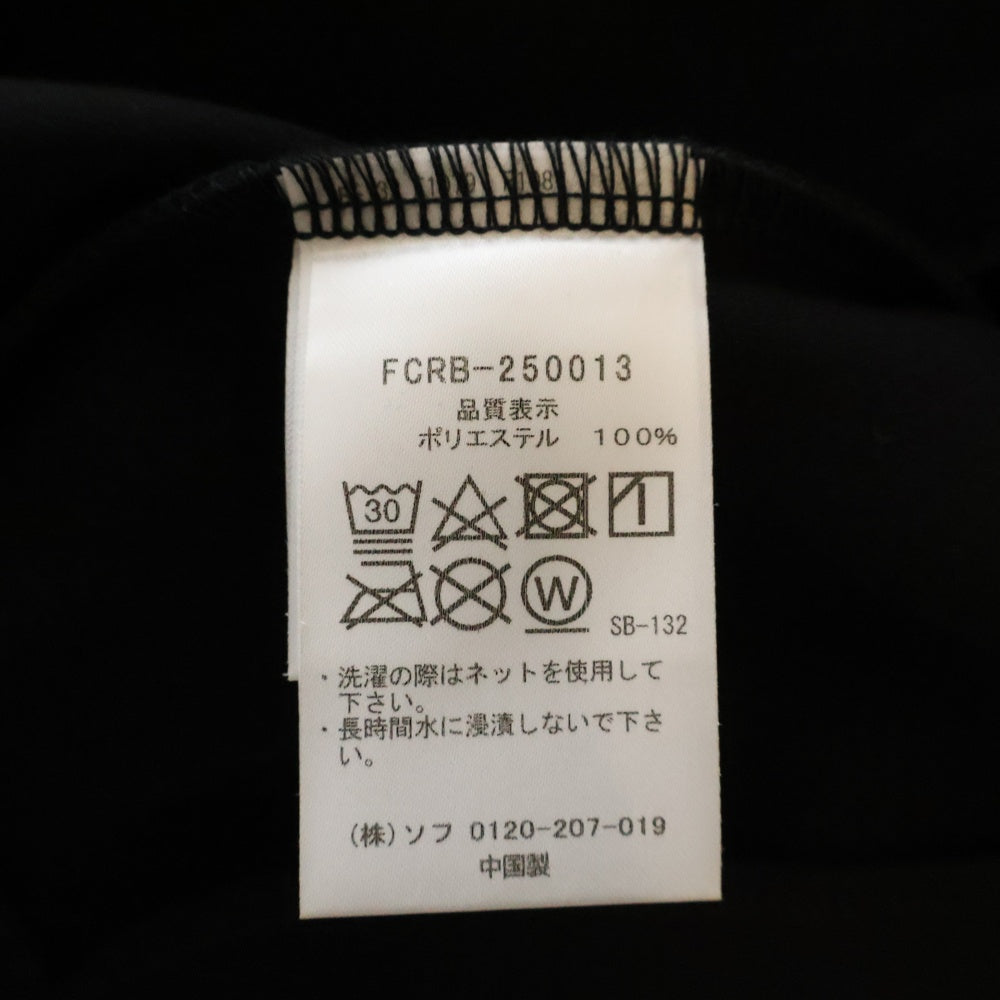 FCRB-250013
品質表示
ポリエステル 100%
30
W
SB-132
・洗濯の際はネットを使用して
下さい。
・長時間水に浸漬しないで下さ
い。
(株)ソフ 0120-207-019
中国製